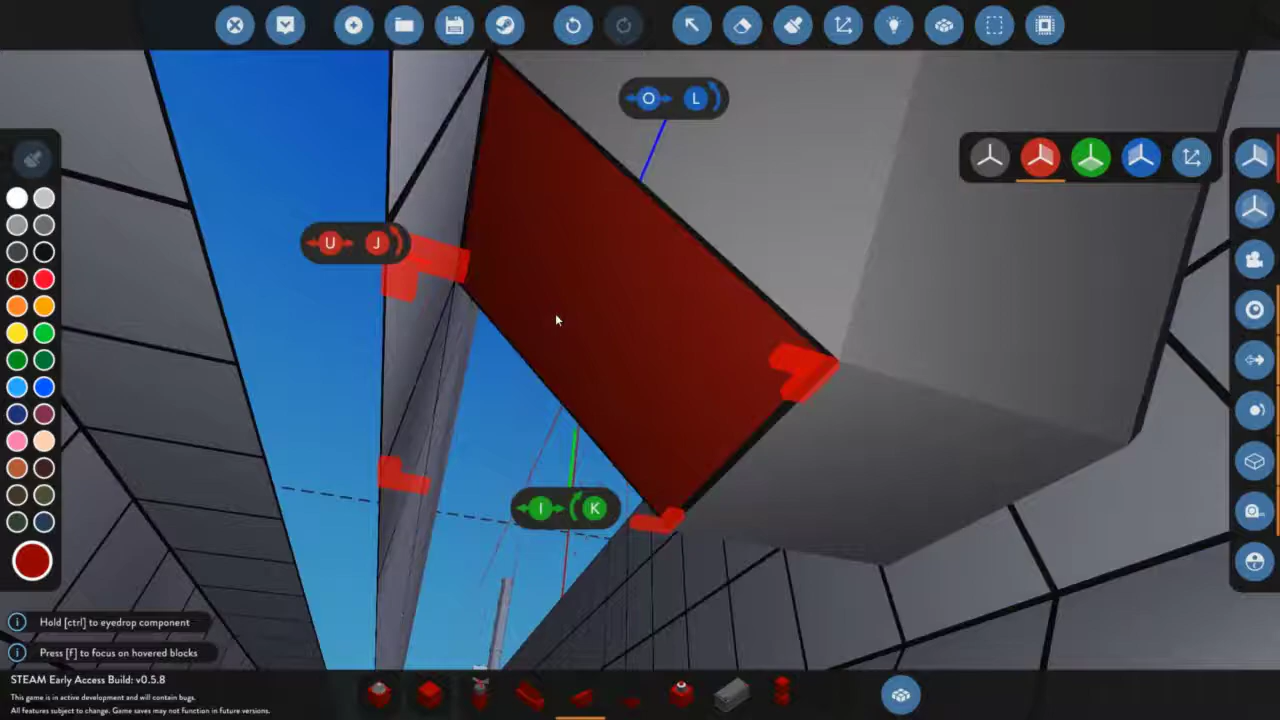 O L
U J
I K
Hold [ctrl] to eyedrop component
Press [f] to focus on hovered blocks
STEAM Early Access Build: v0.5.8
This game is in active development and will contain bugs.
All features subject to change. Game saves may not function in future versions.